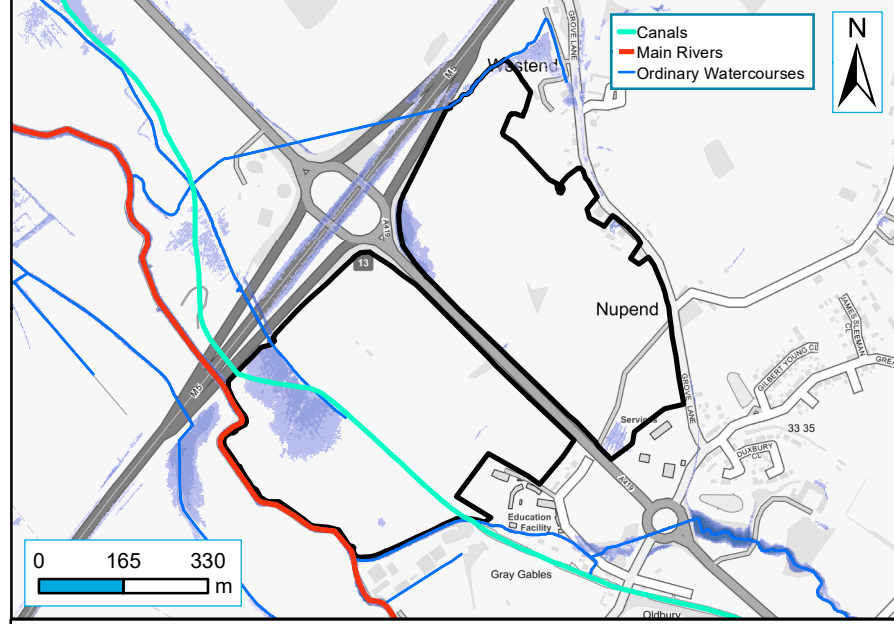 GROVE LANE
Westend
M5
Canals
Main Rivers
Ordinary Watercourses
N
A419
13
Nupend
JAMES SLEEMAN
CL
GILBERT YOUNG CL
GREA
M5
GROVE LANE
Services
33 35
DUXBURY
CL
A419
Education
Facility
Gray Gables
Oldbury
0 165 330
m